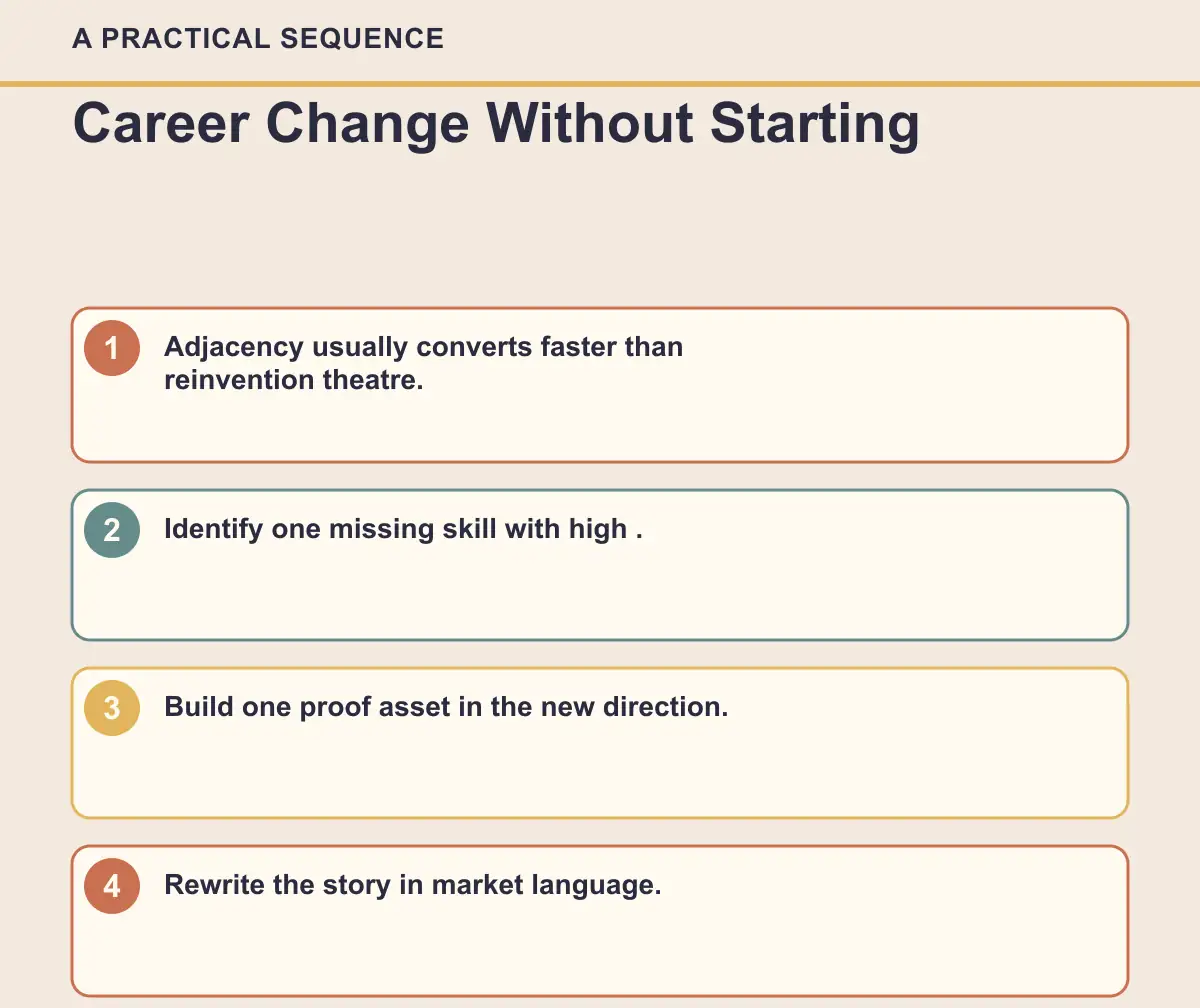 A PRACTICAL SEQUENCE
Career Change Without Starting
1
Adjacency usually converts faster than
reinvention theatre.
2
Identify one missing skill with high .
3
Build one proof asset in the new direction.
4
Rewrite the story in market language.